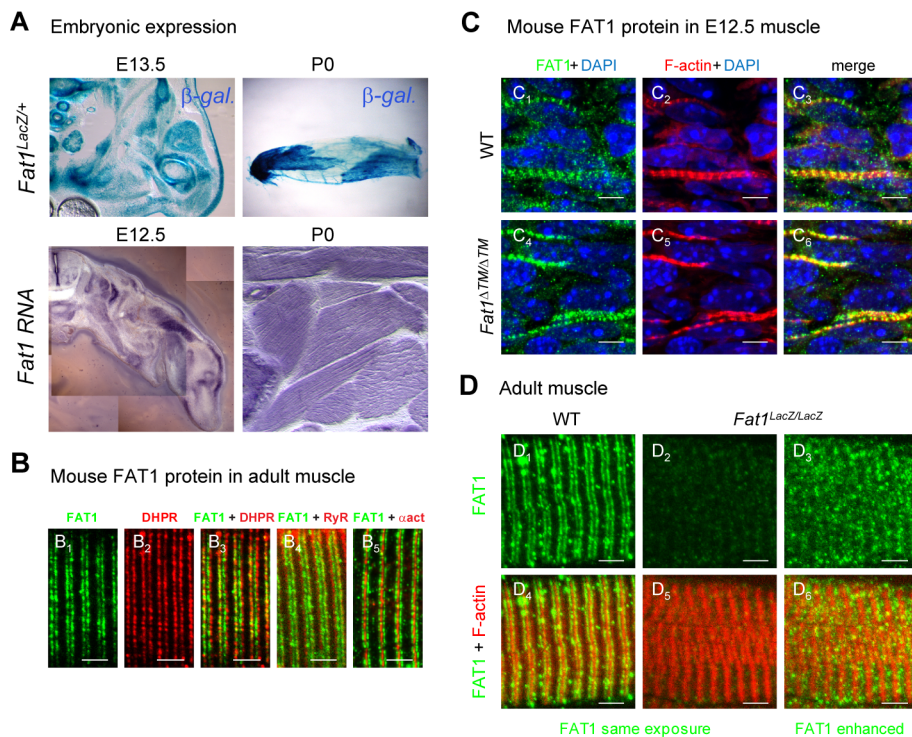 A Embryonic expression
E13.5 P0
Fat1LacZ/+
β-gal. β-gal.
E12.5 P0
Fat1 RNA
B Mouse FAT1 protein in adult muscle
FAT1 DHPR FAT1 + DHPR FAT1 + RyR FAT1 + αact
B1 B2 B3 B4 B5
C Mouse FAT1 protein in E12.5 muscle
FAT1+ DAPI F-actin+ DAPI merge
WT
C1 C2 C3
Fat1ΔTM/ΔTM
C4 C5 C6
D Adult muscle
WT Fat1LacZ/LacZ
FAT1
D1 D2 D3
FAT1 + F-actin
D4 D5 D6
FAT1 same exposure FAT1 enhanced